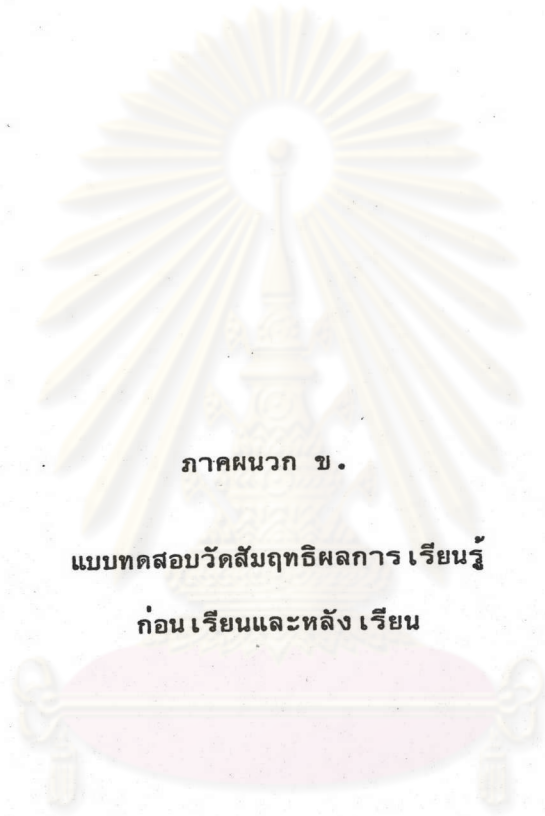 ภาคผนวก ข.
แบบทดสอบวัดสัมฤทธิผลการเรียนรู้
ก่อนเรียนและหลังเรียน